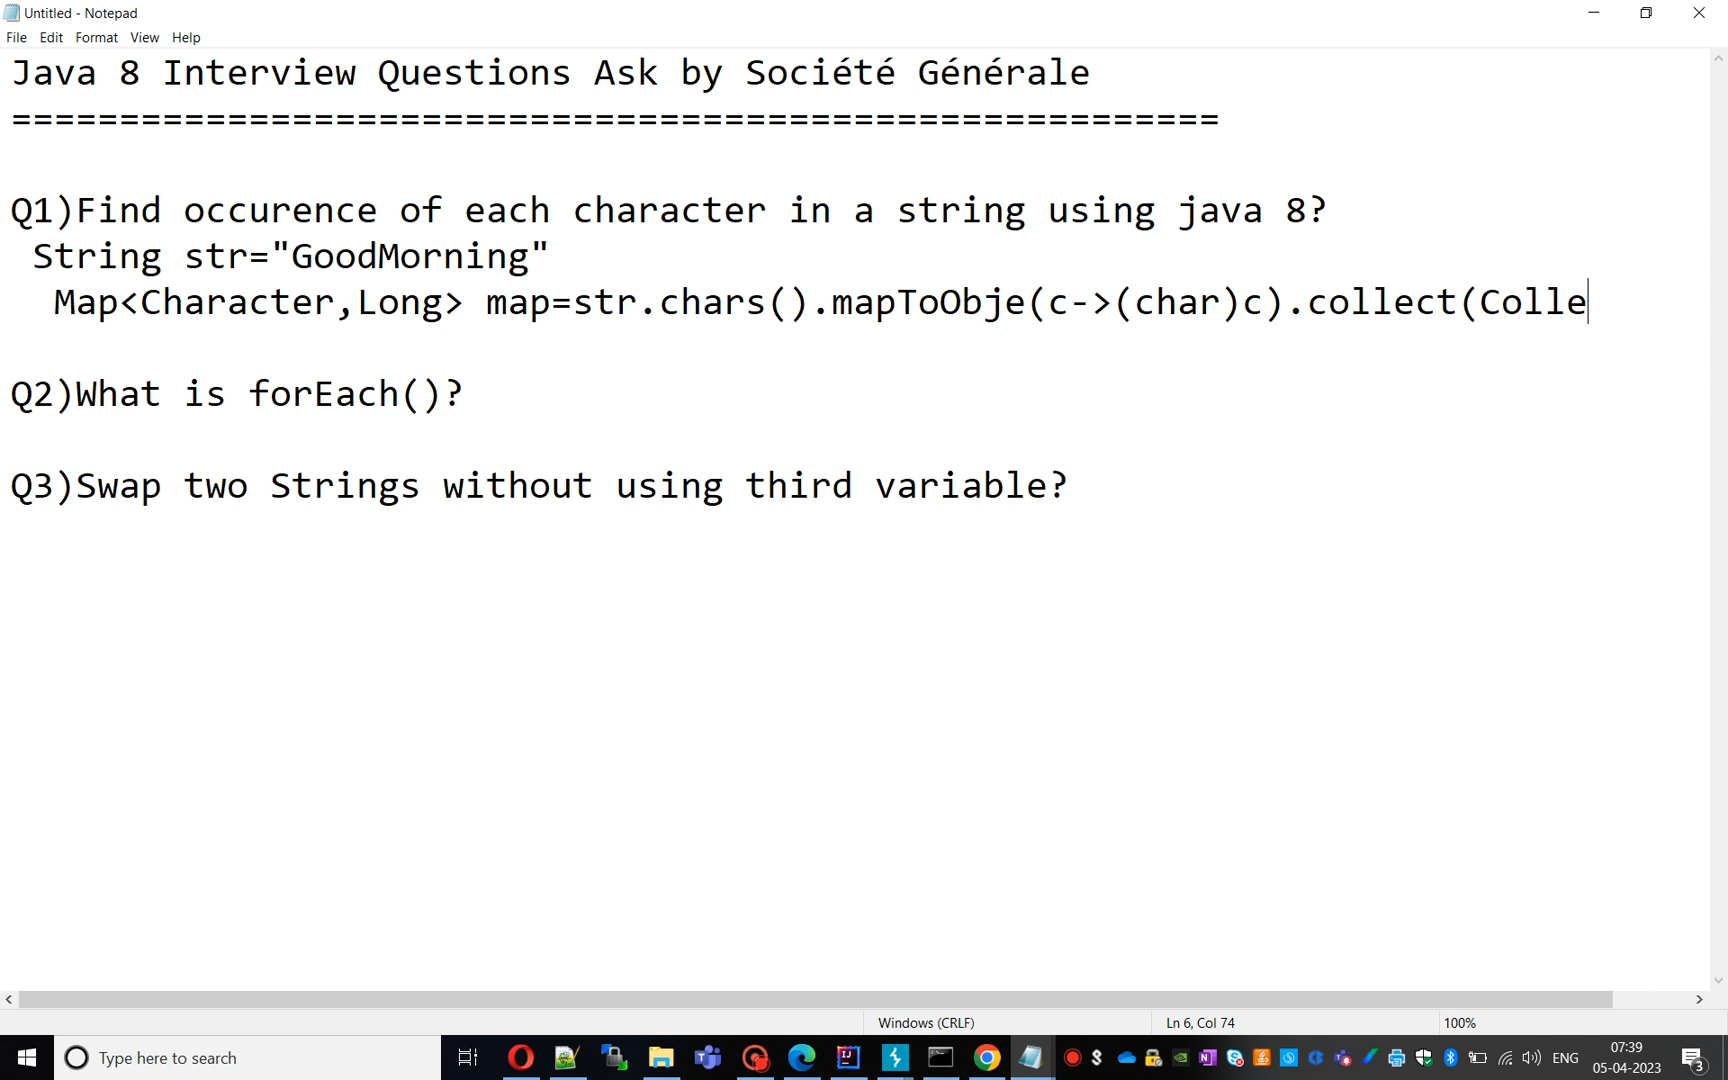 Untitled - Notepad
File Edit Format View Help
Java 8 Interview Questions Ask by Société Générale
========================================================
Q1)Find occurence of each character in a string using java 8?
String str="GoodMorning"
Map<Character,Long> map=str.chars().mapToObje(c->(char)c).collect(Colle
Q2)What is forEach()?
Q3)Swap two Strings without using third variable?
Windows (CRLF) Ln 6, Col 74 100%
Type here to search
ENG
07:39
05-04-2023
3